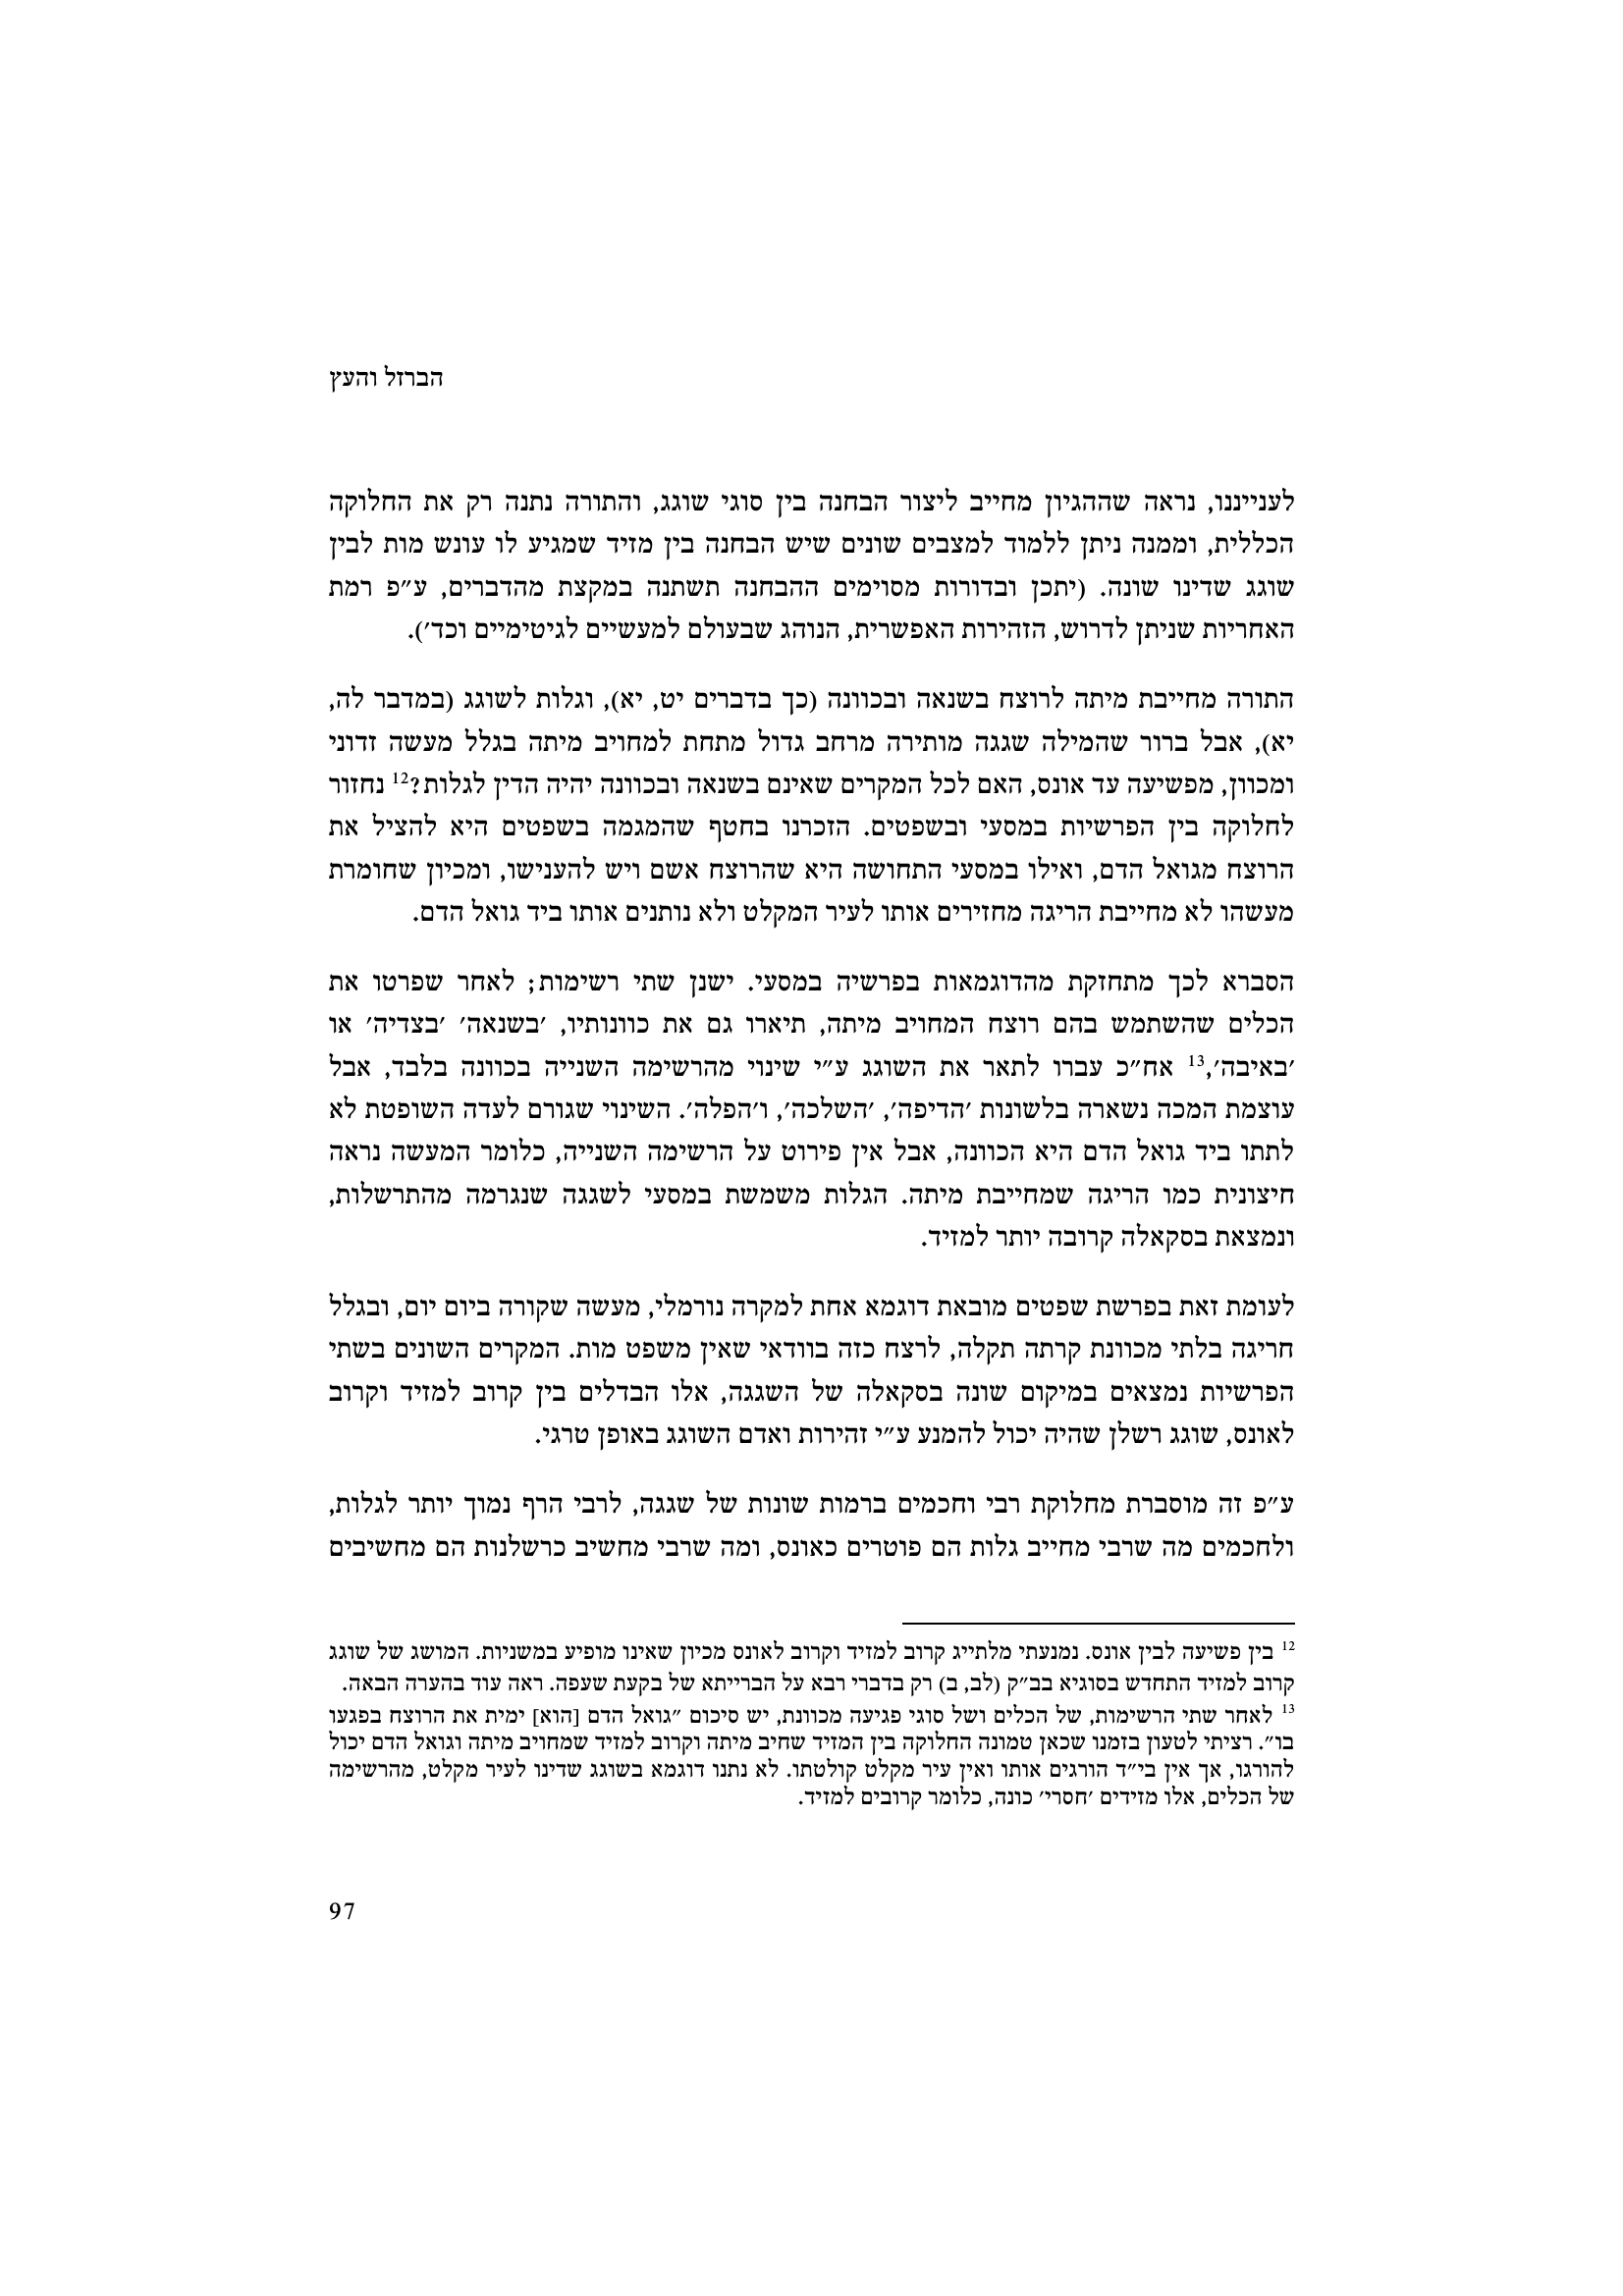 הברזל והעץ
לענייננו, נראה שההגיון מחייב ליצור הבחנה בין סוגי שוגג, והתורה נתנה רק את החלוקה
הכללית, וממנה ניתן ללמוד למצבים שונים שיש הבחנה בין מזיד שמגיע לו עונש מות לבין
שוגג שדינו שונה. (יתכן ובדורות מסוימים ההבחנה תשתנה במקצת מהדברים, ע״פ רמת
האחריות שניתן לדרוש, הזהירות האפשרית, הנוהג שבעולם למעשיים לגיטימיים וכד׳).
התורה מחייבת מיתה לרוצח בשנאה ובכוונה (כך בדברים יט, יא), וגלות לשוגג (במדבר לה,
יא), אבל ברור שהמילה שגגה מותירה מרחב גדול מתחת למחויב מיתה בגלל מעשה זדוני
ומכוון, מפשיעה עד אונס, האם לכל המקרים שאינם בשנאה ובכוונה יהיה הדין לגלות?12 נחזור
לחלוקה בין הפרשיות במסעי ובשפטים. הזכרנו בחטף שהמגמה בשפטים היא להציל את
הרוצח מגואל הדם, ואילו במסעי התחושה היא שהרוצח אשם ויש להענישו, ומכיון שחומרת
מעשהו לא מחייבת הריגה מחזירים אותו לעיר המקלט ולא נותנים אותו ביד גואל הדם.
הסברא לכך מתחזקת מהדוגמאות בפרשיה במסעי. ישנן שתי רשימות; לאחר שפרטו את
הכלים שהשתמש בהם רוצח המחויב מיתה, תיארו גם את כוונותיו, ׳בשנאה׳ ׳בצדיה׳ או
׳באיבה׳,13 אח״כ עברו לתאר את השוגג ע״י שינוי מהרשימה השנייה בכוונה בלבד, אבל
עוצמת המכה נשארה בלשונות ׳הדיפה׳, ׳השלכה׳, ו׳הפלה׳. השינוי שגורם לעדה השופטת לא
לתתו ביד גואל הדם היא הכוונה, אבל אין פירוט על הרשימה השנייה, כלומר המעשה נראה
חיצונית כמו הריגה שמחייבת מיתה. הגלות משמשת במסעי לשגגה שנגרמה מהתרשלות,
ונמצאת בסקאלה קרובה יותר למזיד.
לעומת זאת בפרשת שפטים מובאת דוגמא אחת למקרה נורמלי, מעשה שקורה ביום יום, ובגלל
חריגה בלתי מכוונת קרתה תקלה, לרצח כזה בוודאי שאין משפט מות. המקרים השונים בשתי
הפרשיות נמצאים במיקום שונה בסקאלה של השגגה, אלו הבדלים בין קרוב למזיד וקרוב
לאונס, שוגג רשלן שהיה יכול להמנע ע״י זהירות ואדם השוגג באופן טרגי.
ע״פ זה מוסברת מחלוקת רבי וחכמים ברמות שונות של שגגה, לרבי הרף נמוך יותר לגלות,
ולחכמים מה שרבי מחייב גלות הם פוטרים כאונס, ומה שרבי מחשיב כרשלנות הם מחשיבים
12 בין פשיעה לבין אונס. נמנעתי מלתייג קרוב למזיד וקרוב לאונס מכיון שאינו מופיע במשניות. המושג של שוגג
קרוב למזיד התחדש בסוגיא בב״ק (לב, ב) רק בדברי רבא על הברייתא של בקעת שעפה. ראה עוד בהערה הבאה.
13 לאחר שתי הרשימות, של הכלים ושל סוגי פגיעה מכוונת, יש סיכום ״גואל הדם [הוא] ימית את הרוצח בפגעו
בו״. רציתי לטעון בזמנו שכאן טמונה החלוקה בין המזיד שחיב מיתה וקרוב למזיד שמחויב מיתה וגואל הדם יכול
להורגו, אך אין בי״ד הורגים אותו ואין עיר מקלט קולטתו. לא נתנו דוגמא בשוגג שדינו לעיר מקלט, מהרשימה
של הכלים, אלו מזידים ׳חסרי׳ כונה, כלומר קרובים למזיד.
97